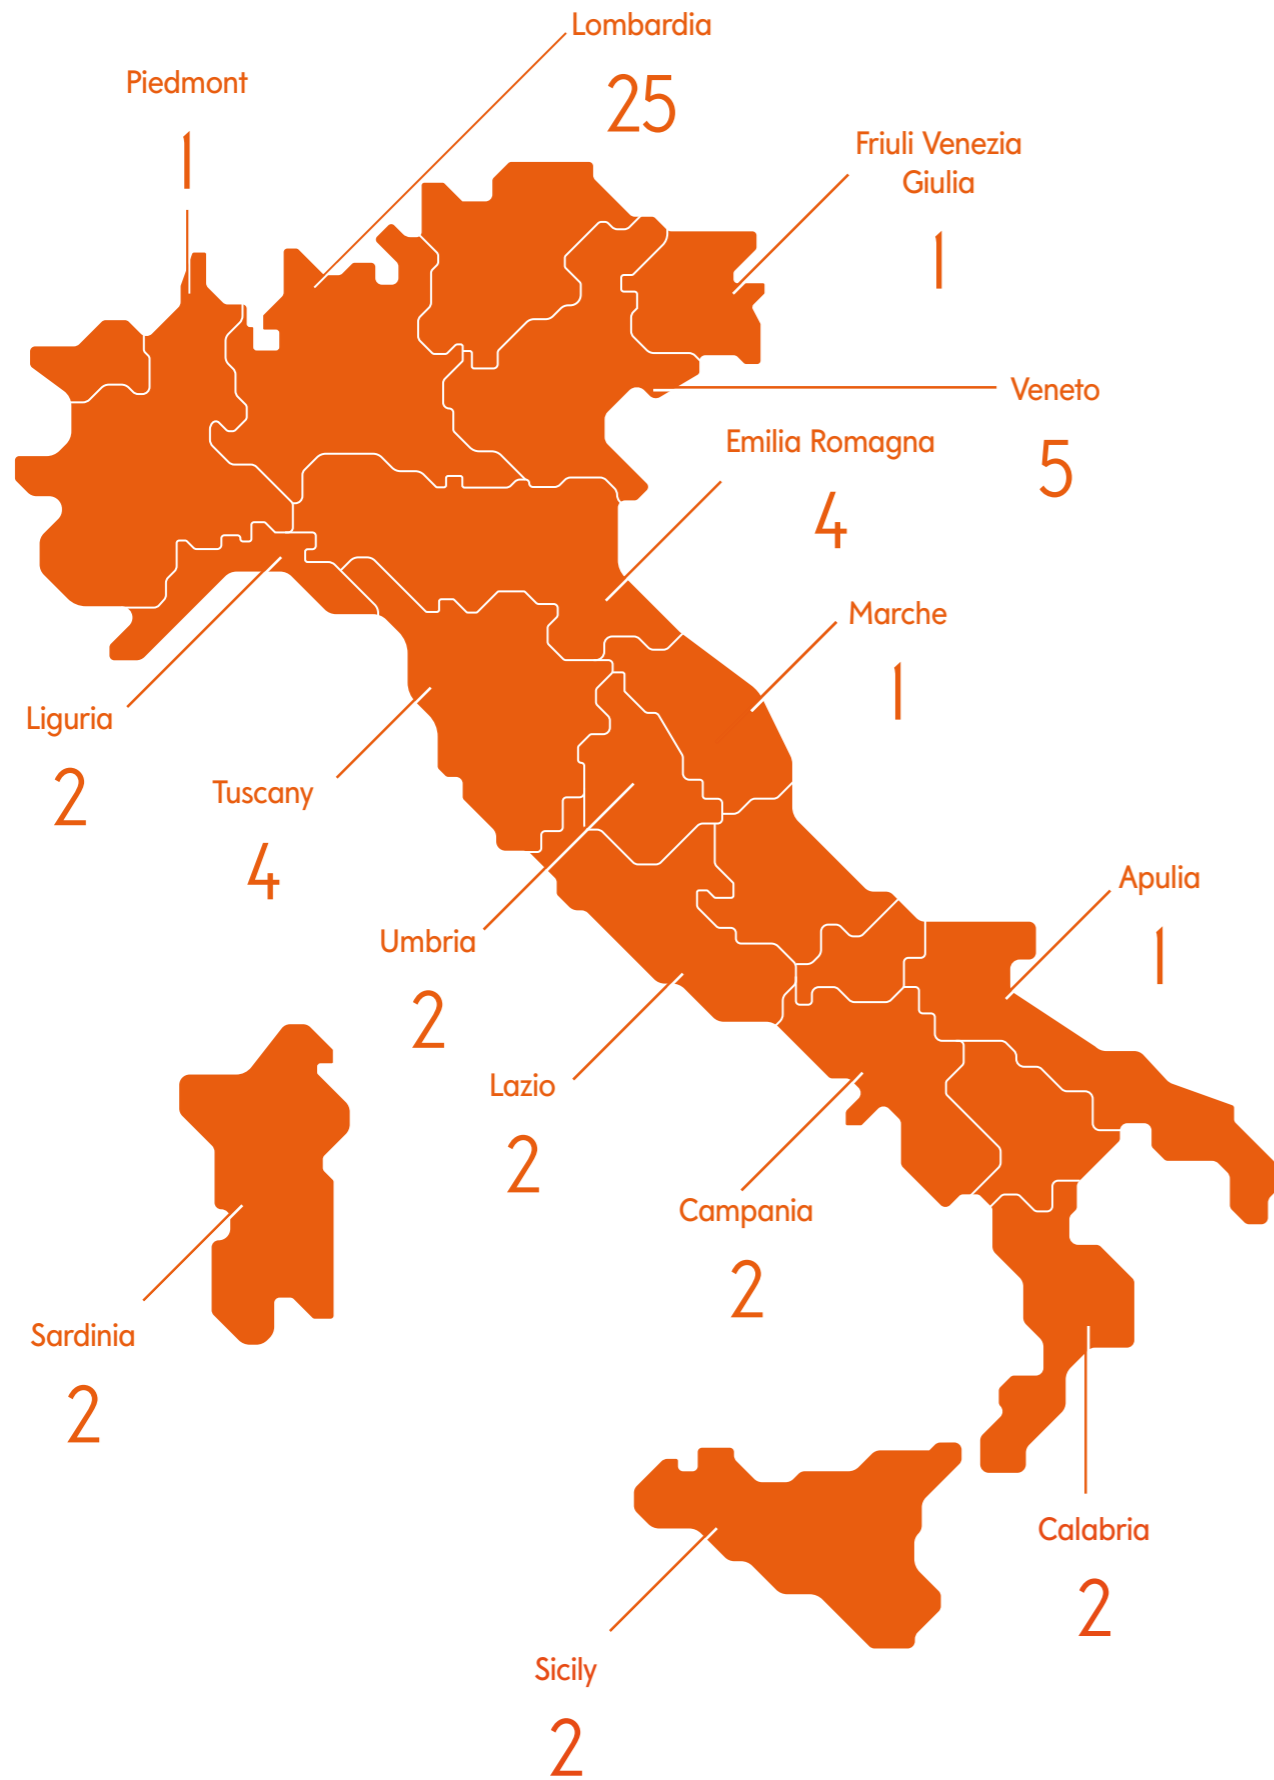 Lombardia
25
Piedmont
1
Friuli Venezia
Giulia
1
Veneto
5
Emilia Romagna
4
Marche
1
Liguria
2
Tuscany
4
Apulia
1
Umbria
2
Lazio
2
Campania
2
Sardinia
2
Calabria
2
Sicily
2